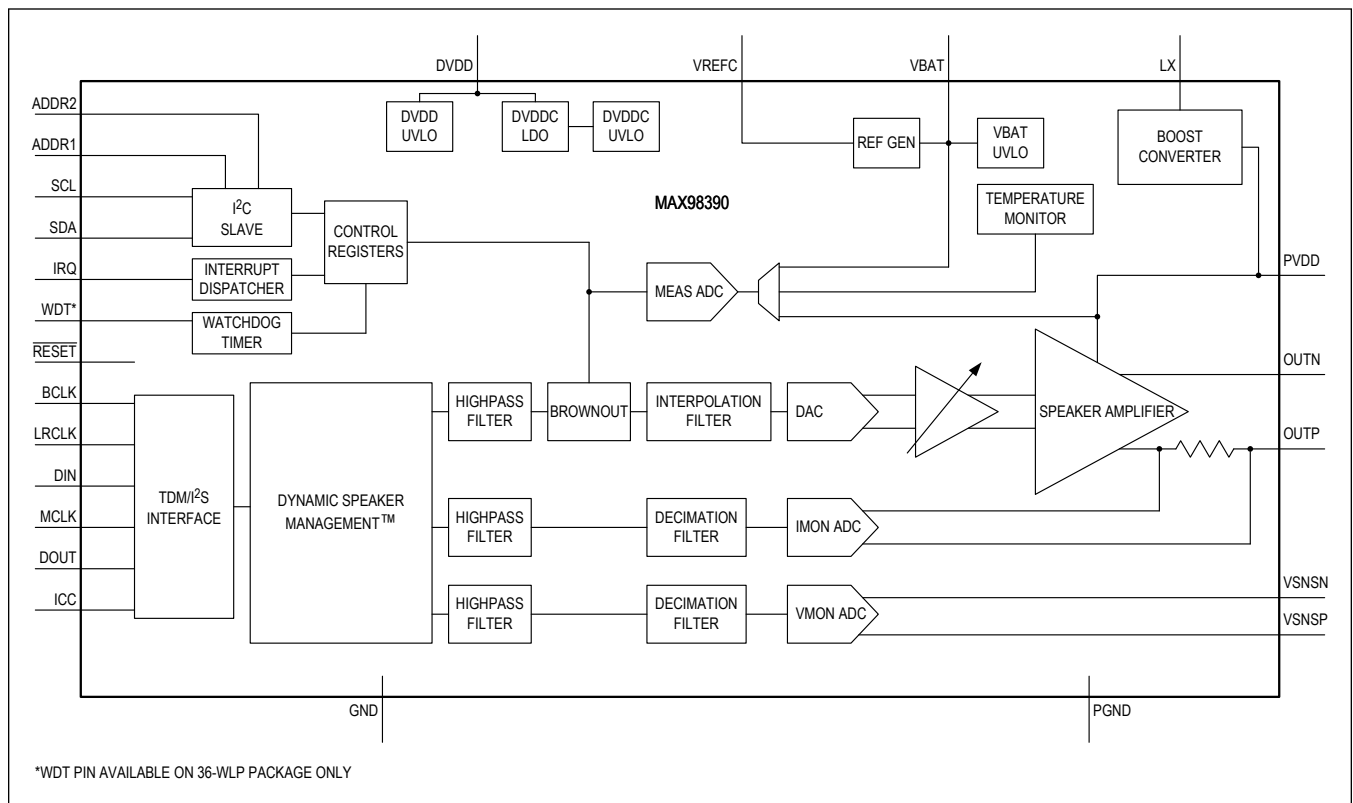 DVDD
VREFC
VBAT
LX
ADDR2
ADDR1
SCL
SDA
IRQ
WDT*
RESET
BCLK
LRCLK
DIN
MCLK
DOUT
ICC
DVDD
UVLO
DVDDC
LDO
DVDDC
UVLO
REF GEN
VBAT
UVLO
BOOST
CONVERTER
I²C
SLAVE
CONTROL
REGISTERS
INTERRUPT
DISPATCHER
WATCHDOG
TIMER
MAX98390
TEMPERATURE
MONITOR
MEAS ADC
PVDD
OUTN
OUTP
VSNSN
VSNSP
TDM/I²S
INTERFACE
DYNAMIC SPEAKER
MANAGEMENT™
HIGHPASS
FILTER
BROWNOUT
INTERPOLATION
FILTER
DAC
SPEAKER AMPLIFIER
HIGHPASS
FILTER
DECIMATION
FILTER
IMON ADC
HIGHPASS
FILTER
DECIMATION
FILTER
VMON ADC
GND
PGND
*WDT PIN AVAILABLE ON 36-WLP PACKAGE ONLY